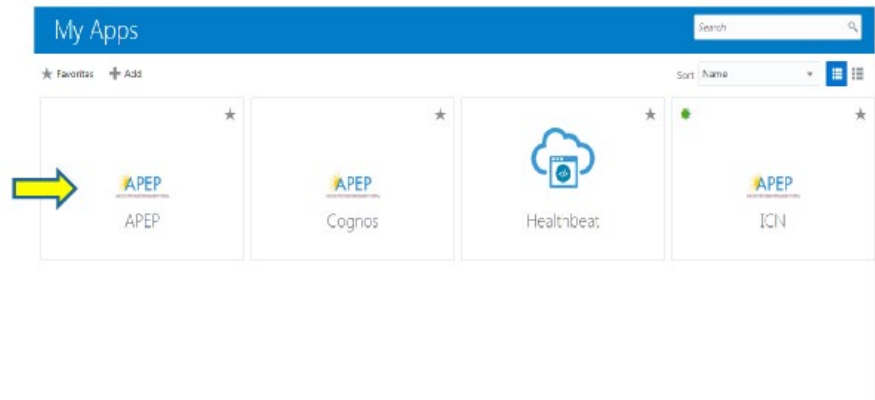 My Apps
Search
Favorites Add
Sort Name
APEP
APEP
APEP
APEP Cognos Healthbeat ICN